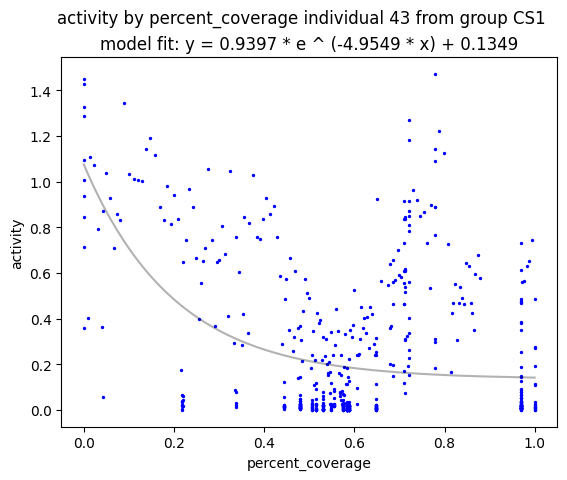 activity by percent_coverage individual 43 from group CS1
model fit: y = 0.9397 * e ^ (-4.9549 * x) + 0.1349
activity
1.4
1.2
1.0
0.8
0.6
0.4
0.2
0.0
0.0 0.2 0.4 0.6 0.8 1.0
percent_coverage